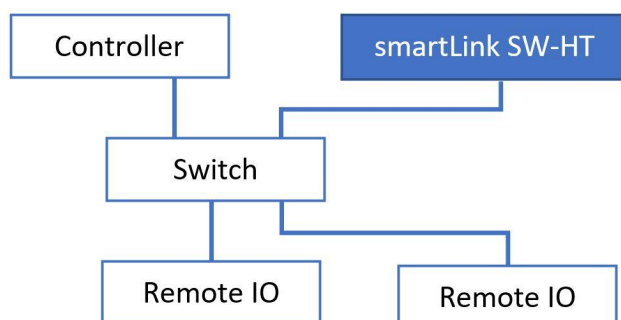 Controller
smartLink SW-HT
Switch
Remote IO
Remote IO